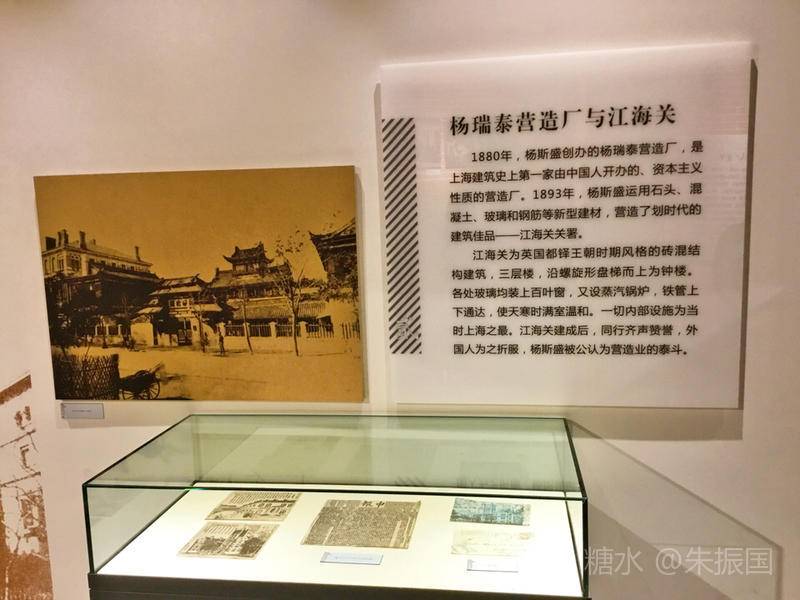 杨瑞泰营造厂与江海关
1880年，杨斯盛创办的杨瑞泰营造厂，是
上海建筑史上第一家由中国人开办的、资本主义
性质的营造厂。1893年，杨斯盛运用石头、混
凝土、玻璃和钢筋等新型建材，营造了划时代的
建筑佳品——江海关关署。
江海关为英国都铎王朝时期风格的砖混结
构建筑，三层楼，沿螺旋形盘梯而上为钟楼。
各处玻璃均装上百叶窗，又设蒸汽锅炉，铁管上
下通达，使天寒时满室温和。一切内部设施为当
时上海之最。江海关建成后，同行齐声赞誉，外
国人为之折服，杨斯盛被公认为营造业的泰斗。
糖水 @朱振国